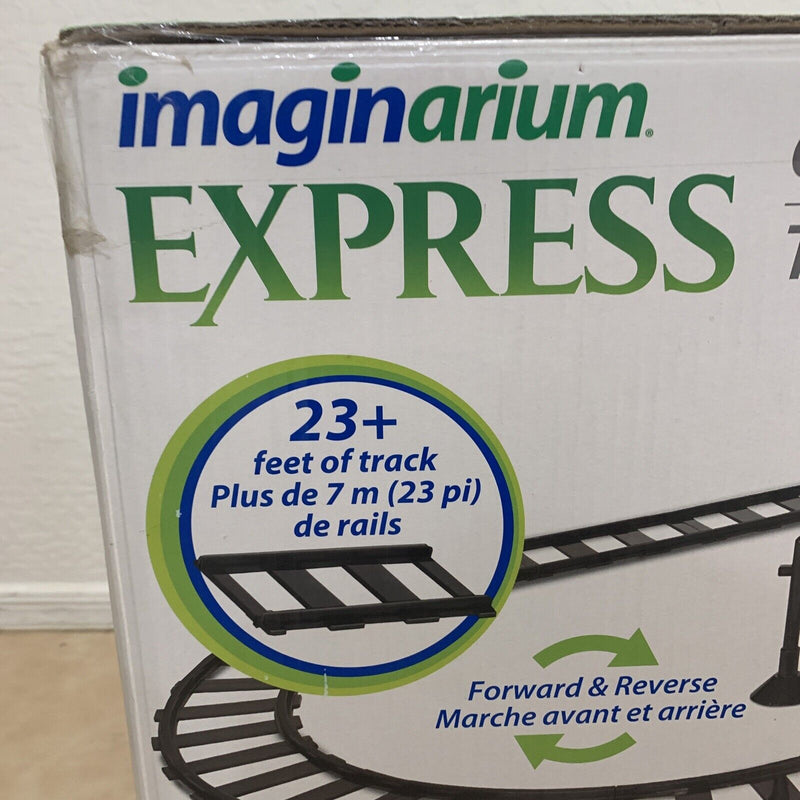 imaginarium®
EXPRESS
23+
feet of track
Plus de 7 m (23 pi)
de rails
Forward & Reverse
Marche avant et arrière